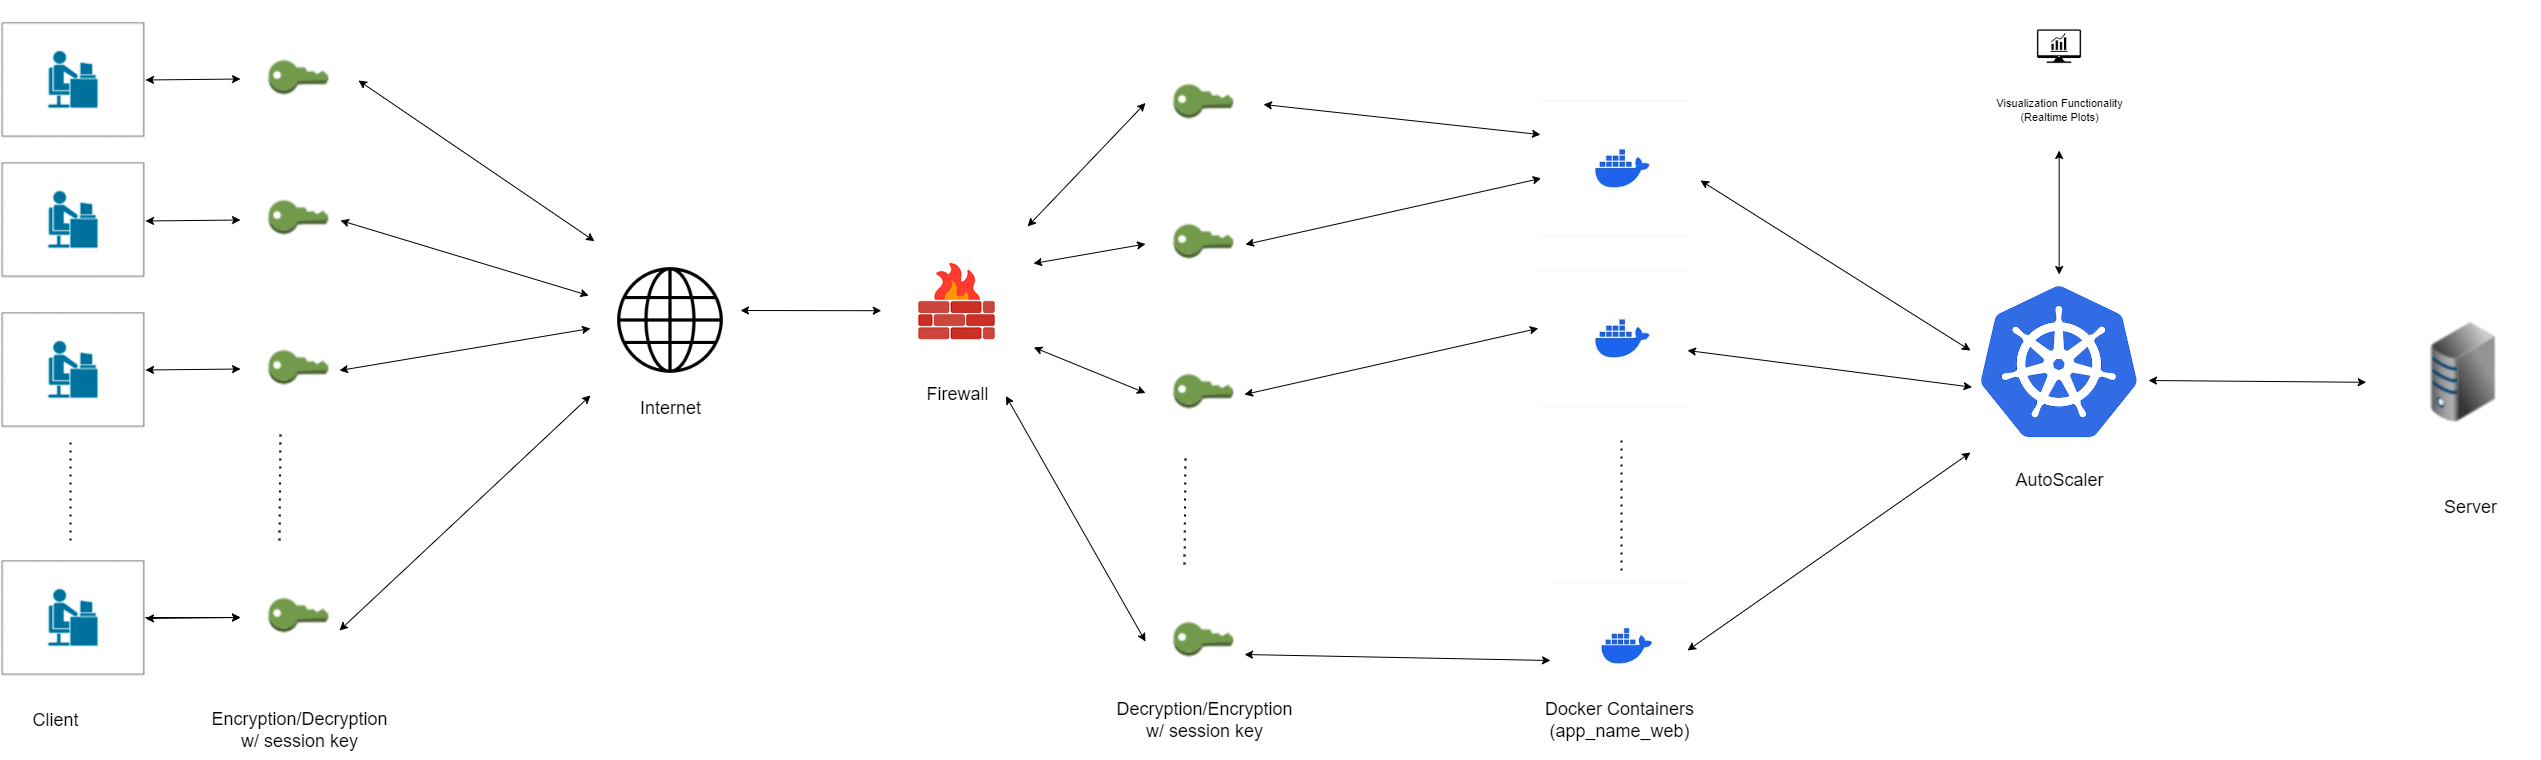 Visualization Functionality
(Realtime Plots)
Internet
Firewall
AutoScaler
Server
Client
Encryption/Decryption
w/ session key
Decryption/Encryption
w/ session key
Docker Containers
(app_name_web)